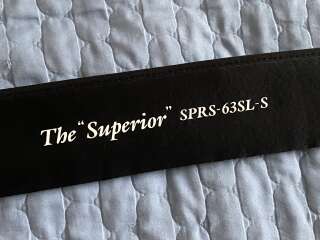 The “Superior” SPRS-63SL-S